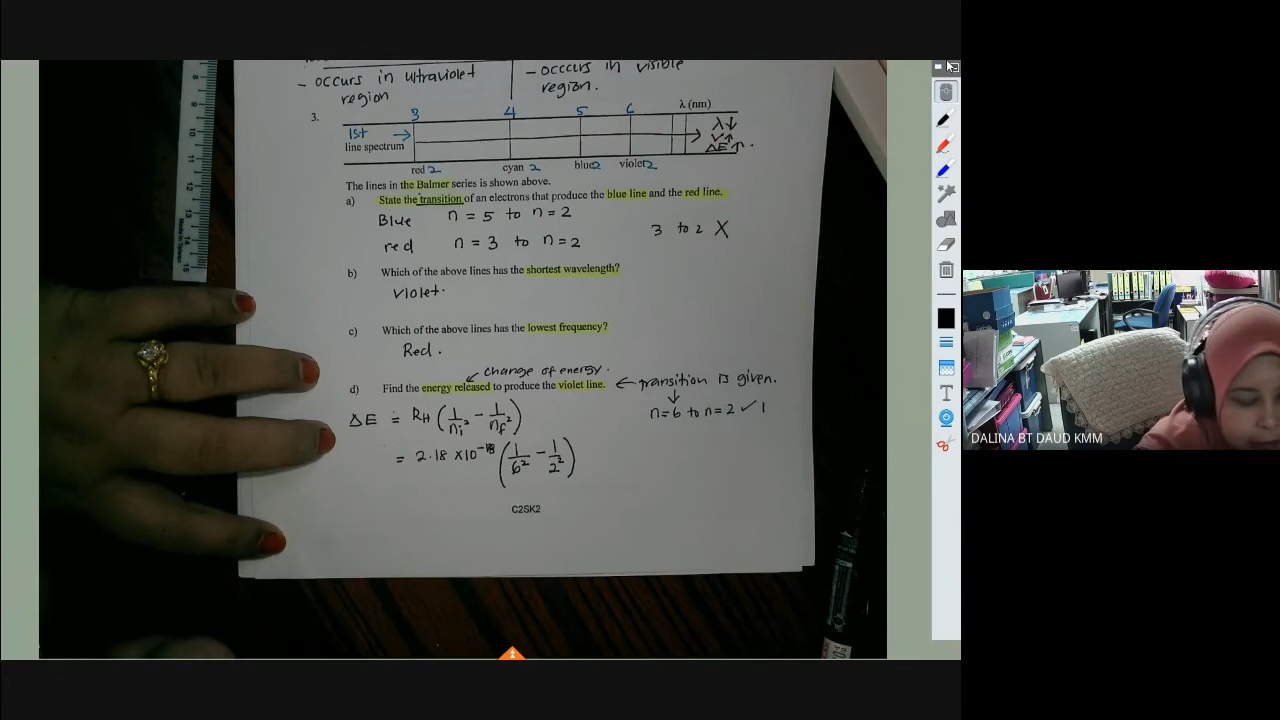 - occurs in ultraviolet
region
- occcurs in visible
region.
3.
3 4 5 6 λ (nm)
1st →
line spectrum
λ↓
ν↑
ΔE↑.
red 2 cyan 2 blue 2 violet 2
The lines in the Balmer series is shown above.
a) State the transition of an electrons that produce the blue line and the red line.
Blue n = 5 to n = 2
red n = 3 to n = 2
3 to 2 X
b) Which of the above lines has the shortest wavelength?
violet.
c) Which of the above lines has the lowest frequency?
Red.
← change of energy.
d) Find the energy released to produce the violet line. ← transition is given.
↓
n=6 to n=2 ✓ 1
ΔE = RH (1/ni² - 1/nf²)
= 2.18 x10⁻¹⁸ (1/6² - 1/2²)
C2SK2
DALINA BT DAUD KMM